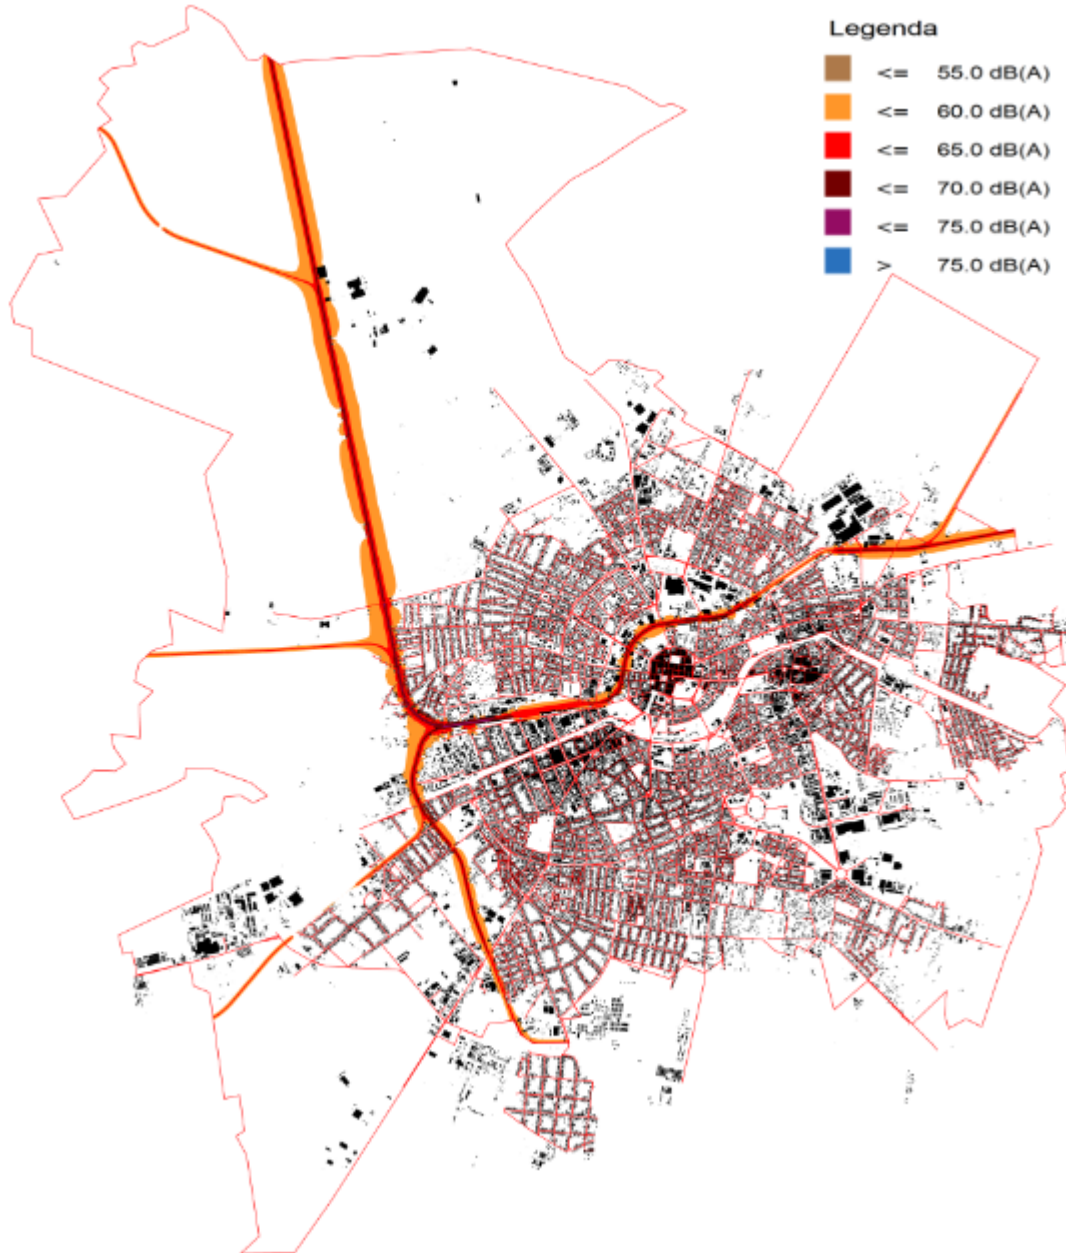 Legenda
<= 55.0 dB(A)
<= 60.0 dB(A)
<= 65.0 dB(A)
<= 70.0 dB(A)
<= 75.0 dB(A)
> 75.0 dB(A)